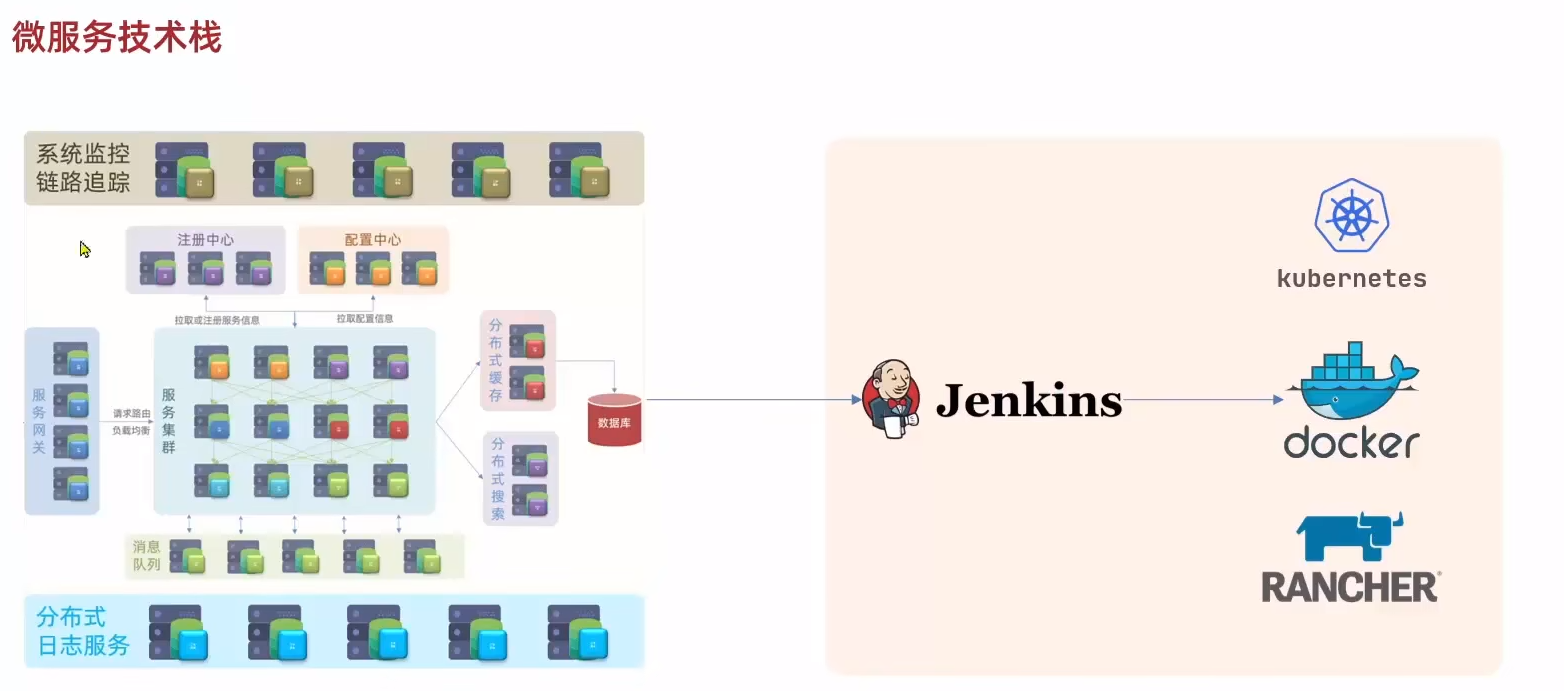 微服务技术栈
系统监控
链路追踪
注册中心
配置中心
拉取或注册服务信息
拉取配置信息
服务网关
请求路由
负载均衡
服务集群
分布式缓存
数据库
分布式搜索
消息
队列
分布式
日志服务
Jenkins
kubernetes
docker
RANCHER